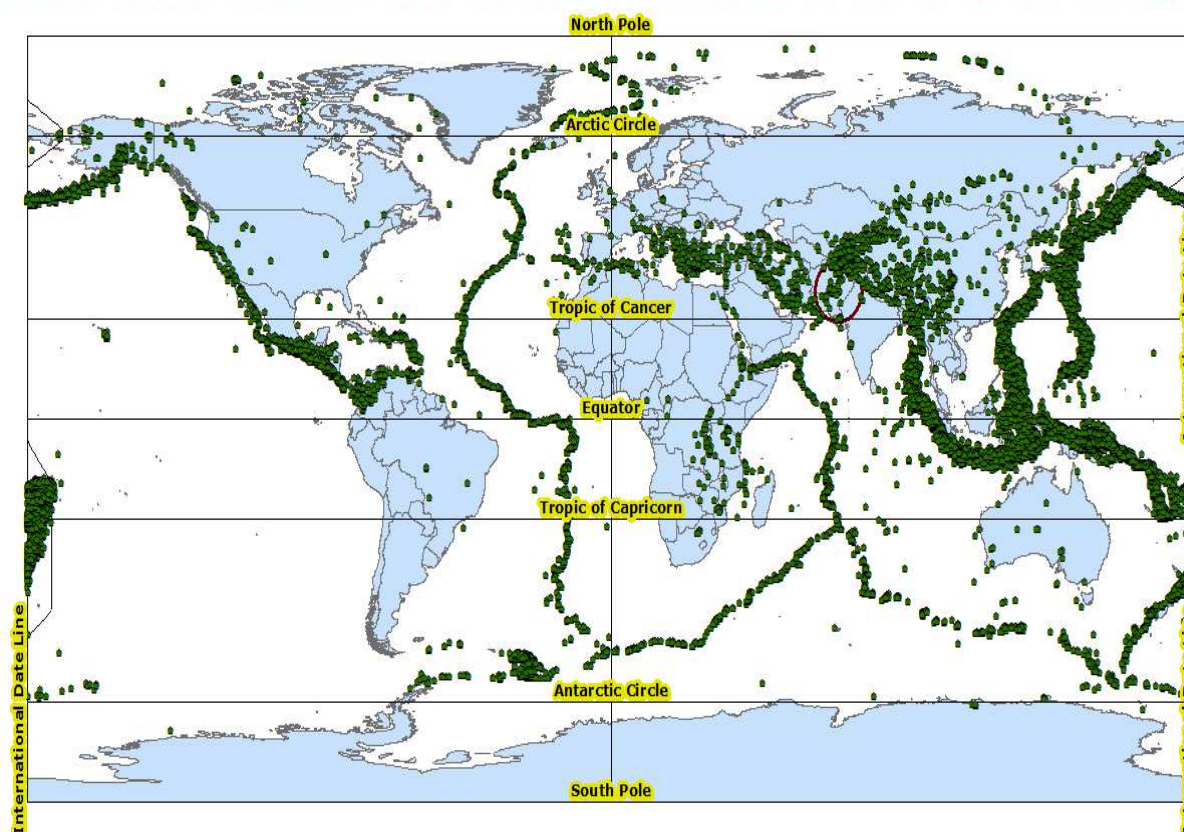 North Pole
Arctic Circle
Tropic of Cancer
Equator
Tropic of Capricorn
International Date Line
Antarctic Circle
South Pole